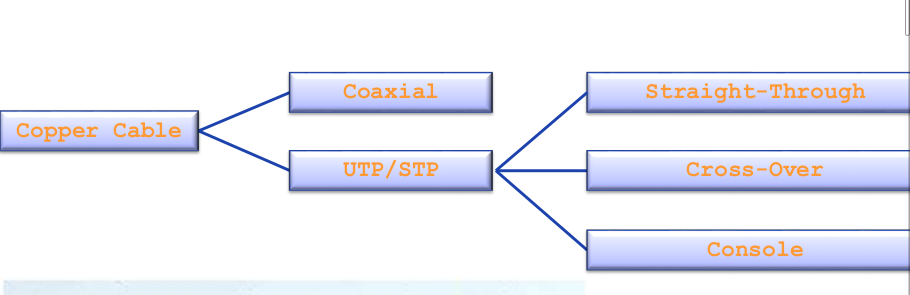 Copper Cable
Coaxial
UTP/STP
Straight-Through
Cross-Over
Console